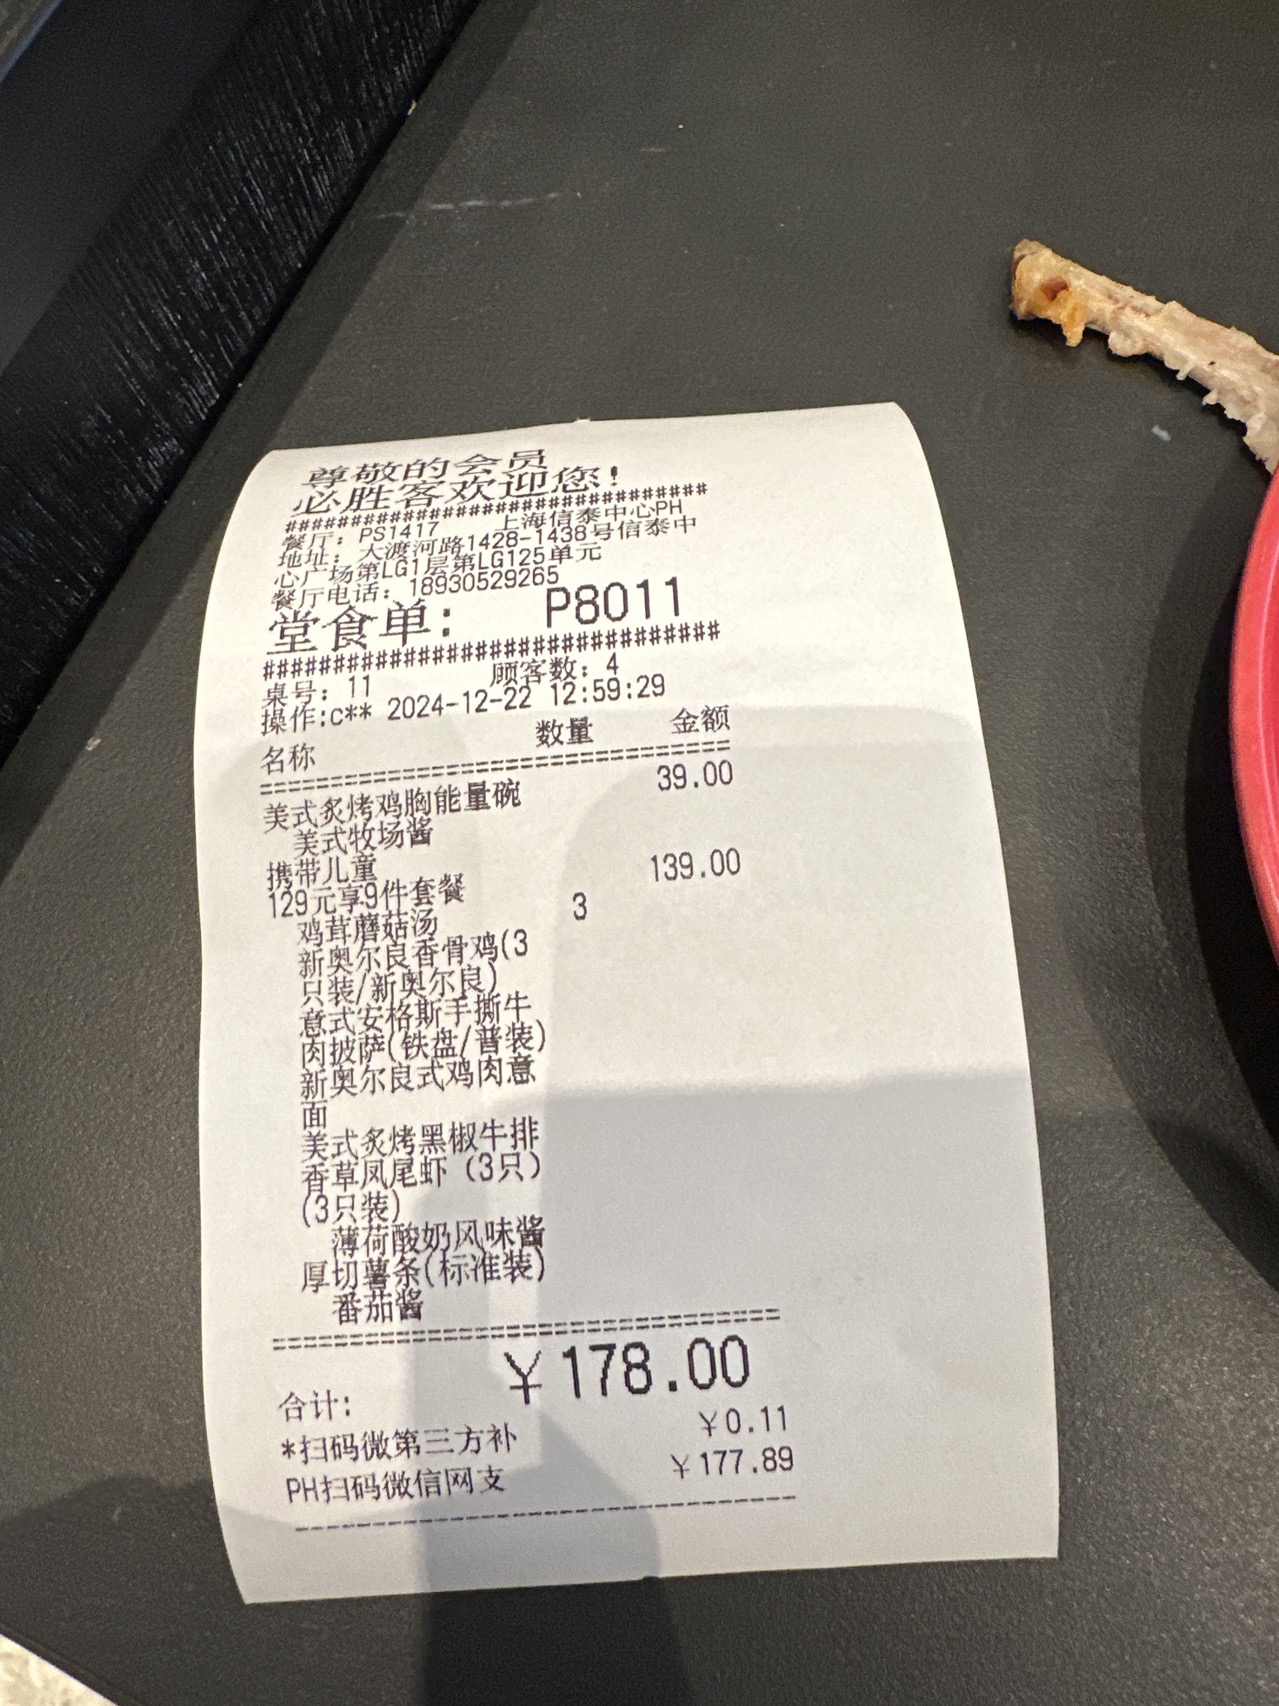 尊敬的会员
必胜客欢迎您!
################################
餐厅: PS1417 上海信泰中心PH
地址: 大渡河路1428-1438号信泰中
心广场第LG1层第LG125单元
餐厅电话: 18930529265
堂食单: P8011
################################
桌号: 11 顾客数: 4
操作:c** 2024-12-22 12:59:29
名称 数量 金额
================================
美式炙烤鸡胸能量碗 39.00
美式牧场酱
携带儿童
129元享9件套餐 139.00
鸡茸蘑菇汤 3
新奥尔良香骨鸡(3
只装/新奥尔良)
意式安格斯手撕牛
肉披萨(铁盘/普装)
新奥尔良式鸡肉意
面
美式炙烤黑椒牛排
香草凤尾虾 (3只)
(3只装)
薄荷酸奶风味酱
厚切薯条(标准装)
番茄酱
================================
合计: ￥178.00
*扫码微第三方补 ￥0.11
PH扫码微信网支 ￥177.89
--------------------------------